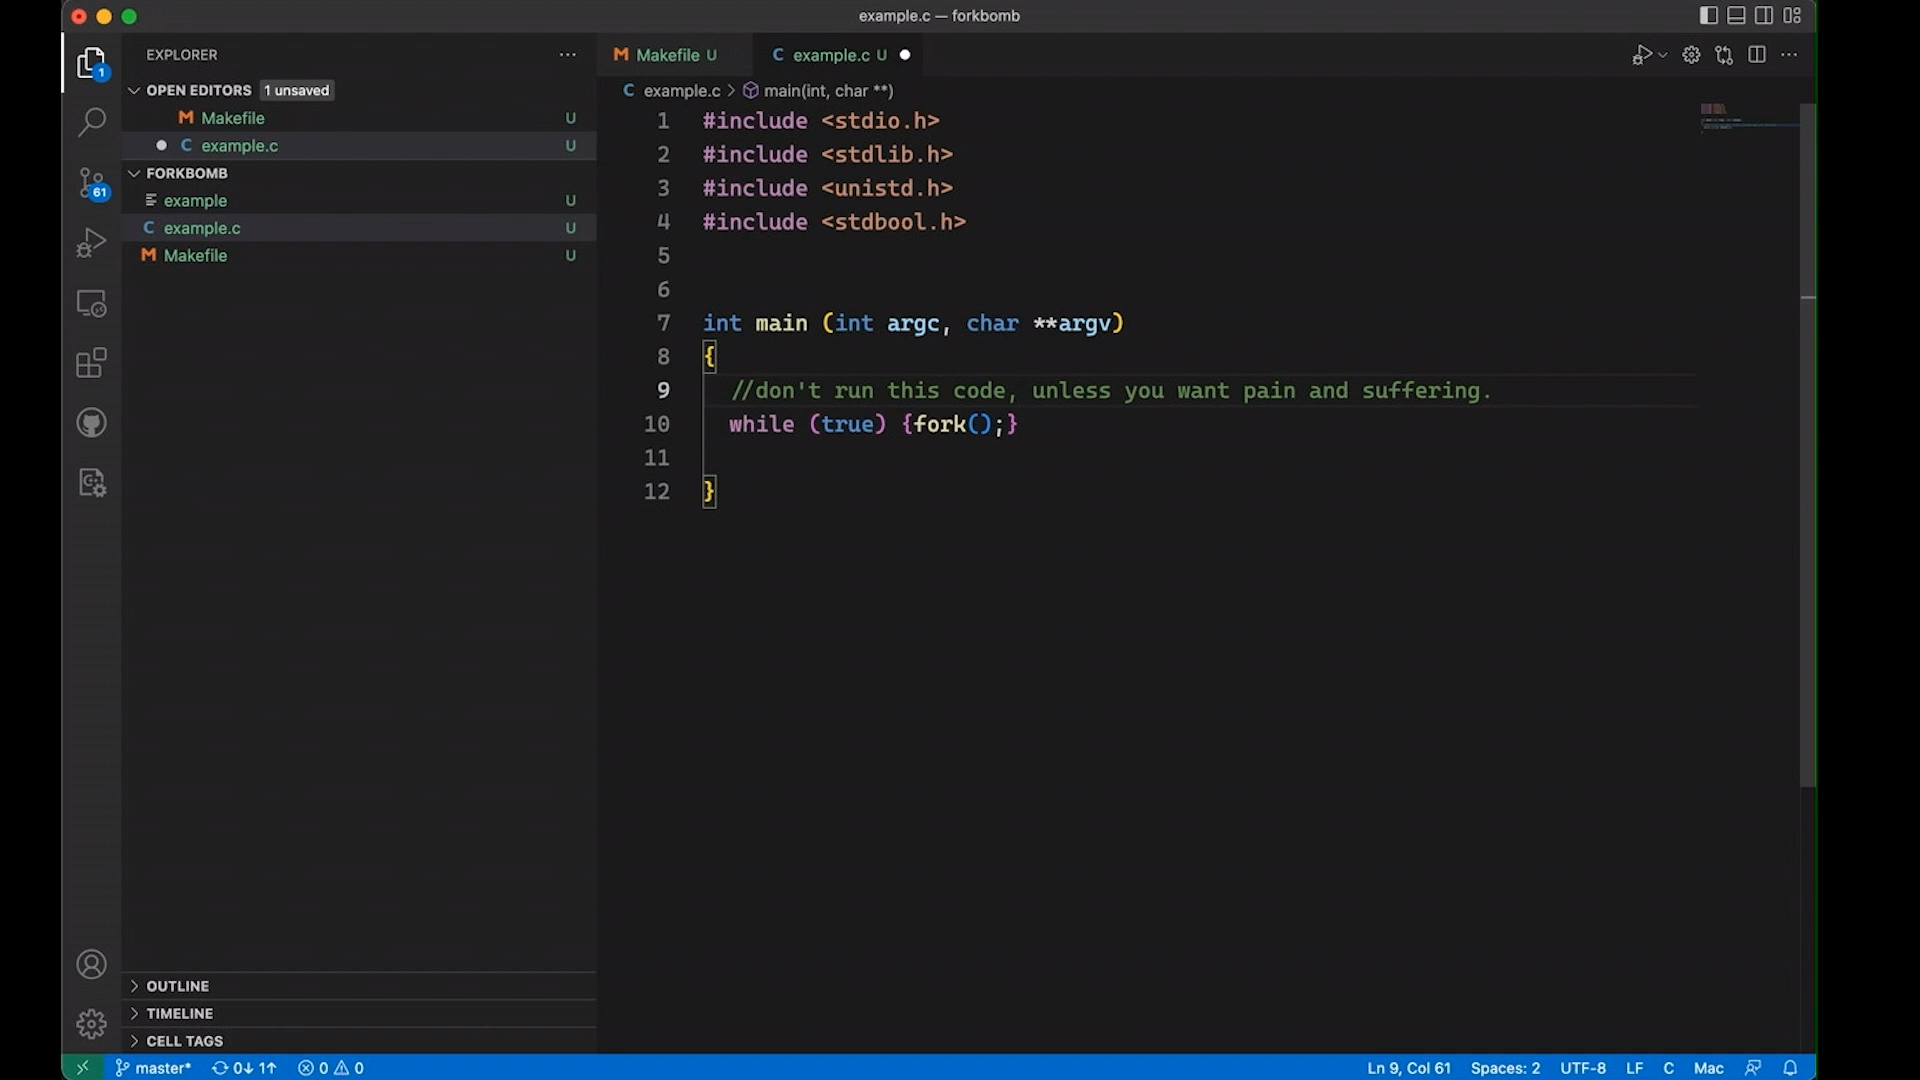 example.c — forkbomb
EXPLORER
1
OPEN EDITORS 1 unsaved
M Makefile U
C example.c U
FORKBOMB
example U
C example.c U
M Makefile U
61
OUTLINE
TIMELINE
CELL TAGS
M Makefile U
C example.c U
C example.c > main(int, char **)
1 #include <stdio.h>
2 #include <stdlib.h>
3 #include <unistd.h>
4 #include <stdbool.h>
5
6
7 int main (int argc, char **argv)
8 {
9 //don't run this code, unless you want pain and suffering.
10 while (true) {fork();}
11
12 }
master* 0↓ 1↑ 0 0 Ln 9, Col 61 Spaces: 2 UTF-8 LF C Mac